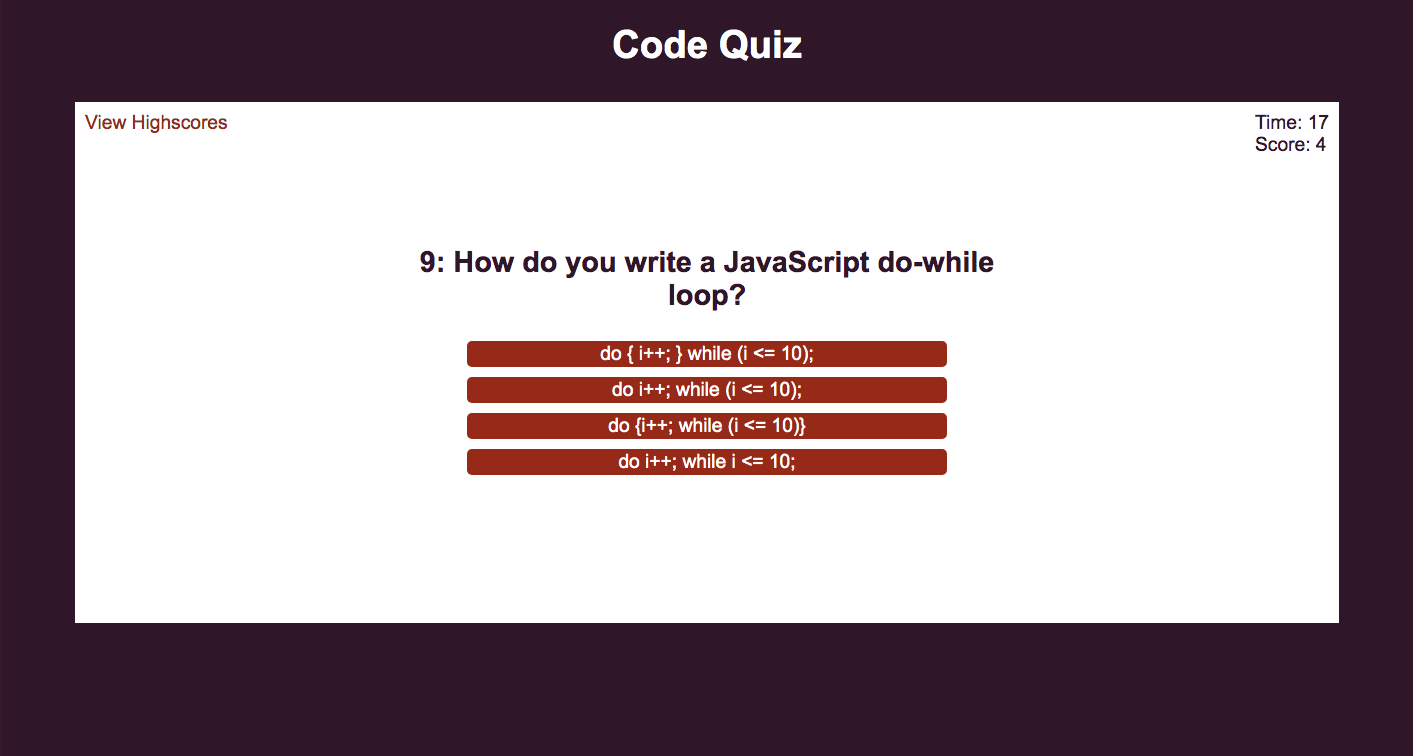 Code Quiz
View Highscores
Time: 17
Score: 4
9: How do you write a JavaScript do-while
loop?
do { i++; } while (i <= 10);
do i++; while (i <= 10);
do {i++; while (i <= 10)}
do i++; while i <= 10;